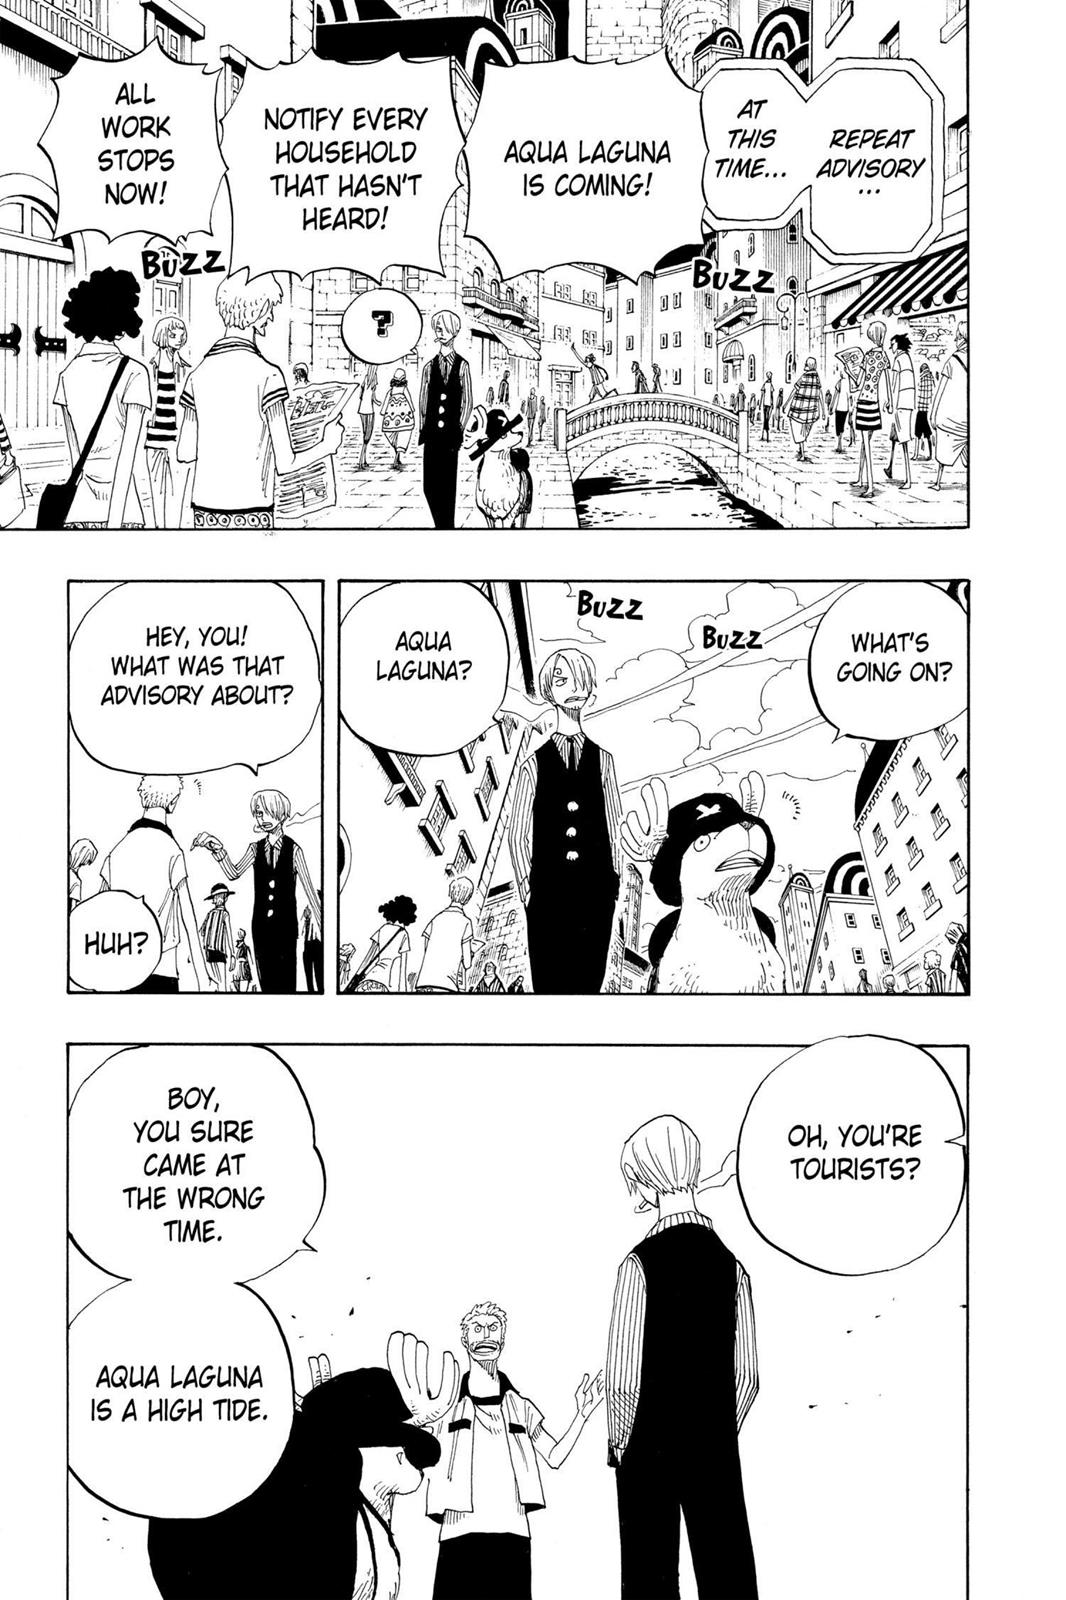 REPEAT
ADVISORY
...
AT
THIS
TIME...
AQUA LAGUNA
IS COMING!
NOTIFY EVERY
HOUSEHOLD
THAT HASN'T
HEARD!
ALL
WORK
STOPS
NOW!
BUZZ
BUZZ
?
WHAT'S
GOING ON?
BUZZ
BUZZ
AQUA
LAGUNA?
HEY, YOU!
WHAT WAS THAT
ADVISORY ABOUT?
HUH?
OH, YOU'RE
TOURISTS?
BOY,
YOU SURE
CAME AT
THE WRONG
TIME.
AQUA LAGUNA
IS A HIGH TIDE.